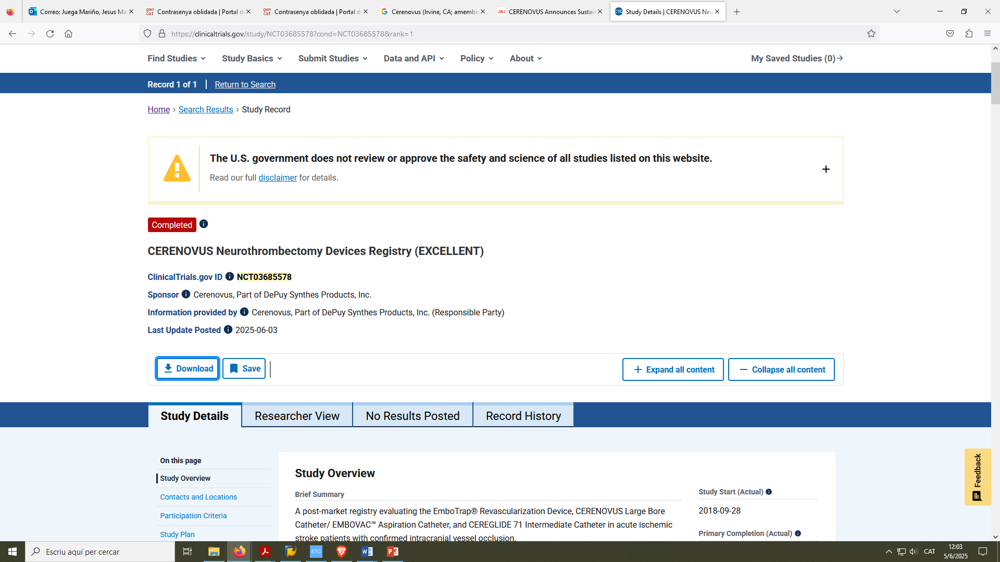 Correo: Juega Mariño, Jesus Ma
gen cat Contrasenya oblidada | Portal d
gen cat Contrasenya oblidada | Portal d
Cerenovus (Irvine, CA; amembe
J&J CERENOVUS Announces Sustai
CTG Study Details | CERENOVUS Neu
https://clinicaltrials.gov/study/NCT03685578?cond=NCT03685578&rank=1
Find Studies Study Basics Submit Studies Data and API Policy About My Saved Studies (0)
Record 1 of 1 Return to Search
Home > Search Results > Study Record
The U.S. government does not review or approve the safety and science of all studies listed on this website.
Read our full disclaimer for details.
Completed
CERENOVUS Neurothrombectomy Devices Registry (EXCELLENT)
ClinicalTrials.gov ID NCT03685578
Sponsor Cerenovus, Part of DePuy Synthes Products, Inc.
Information provided by Cerenovus, Part of DePuy Synthes Products, Inc. (Responsible Party)
Last Update Posted 2025-06-03
Download Save Expand all content Collapse all content
Study Details Researcher View No Results Posted Record History
On this page
Study Overview
Contacts and Locations
Participation Criteria
Study Plan
Study Overview
Brief Summary
A post-market registry evaluating the EmboTrap® Revascularization Device, CERENOVUS Large Bore
Catheter/ EMBOVAC™ Aspiration Catheter, and CEREGLIDE 71 Intermediate Catheter in acute ischemic
stroke patients with confirmed intracranial vessel occlusion.
Study Start (Actual)
2018-09-28
Primary Completion (Actual)
Feedback
Escriu aquí per cercar
ETC
CAT
12:03
5/6/2025